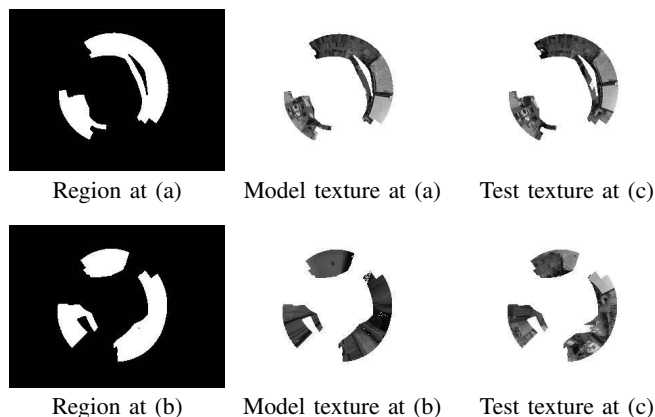 Region at (a) Model texture at (a) Test texture at (c)
Region at (b) Model texture at (b) Test texture at (c)